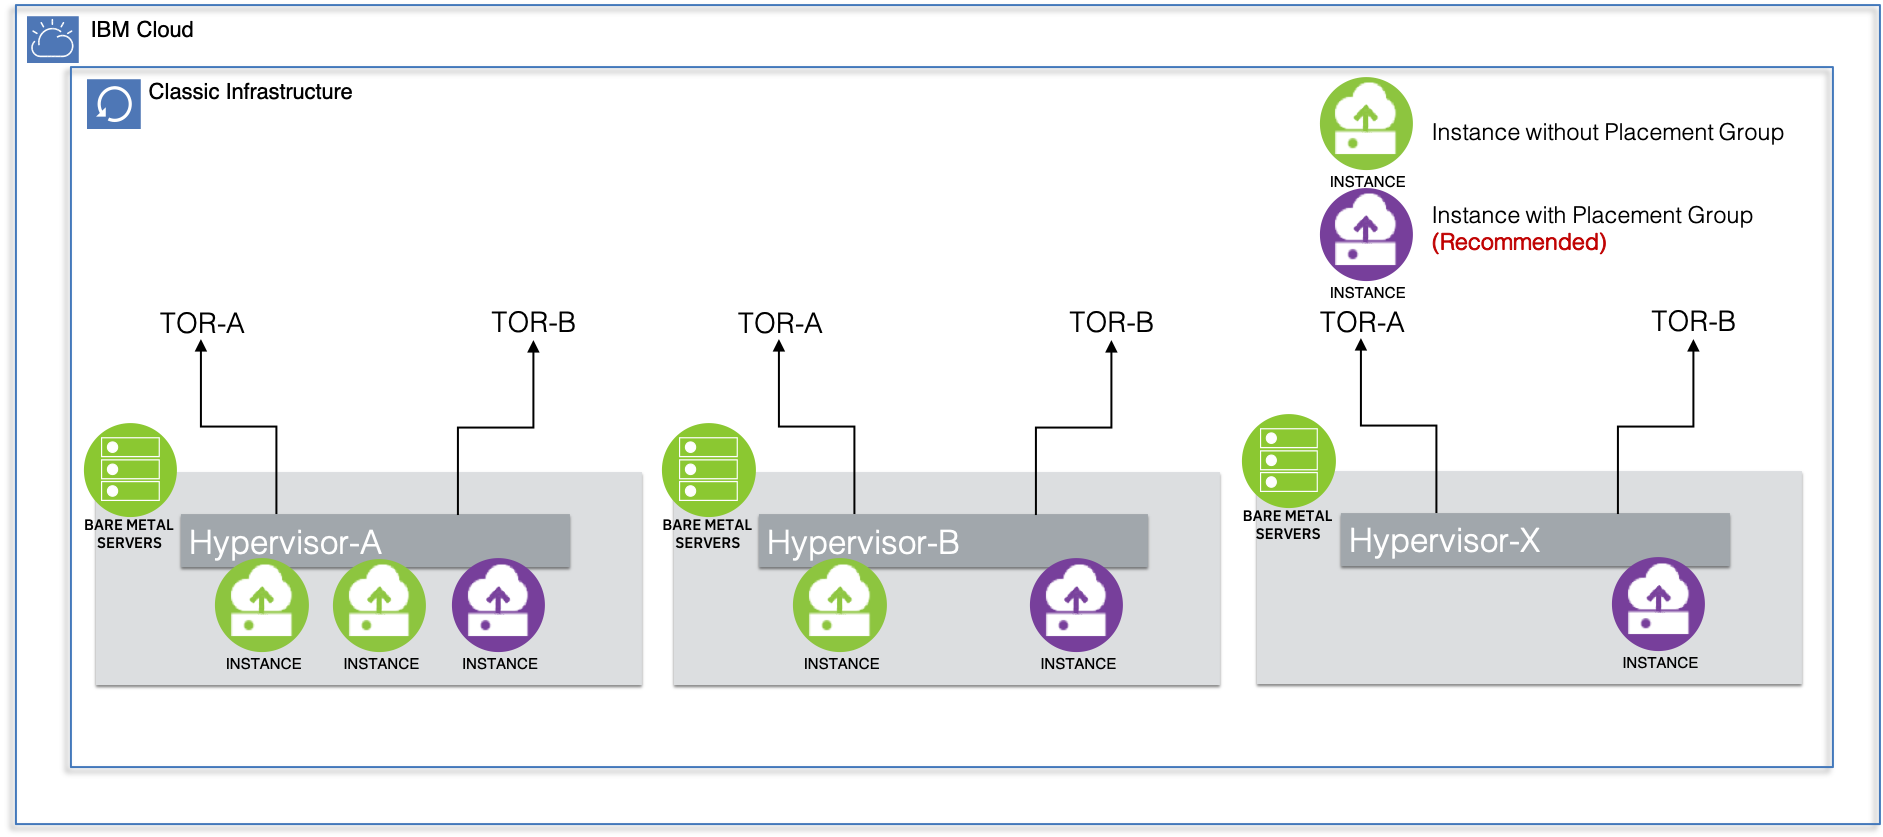 IBM Cloud
Classic Infrastructure
Instance without Placement Group
INSTANCE
Instance with Placement Group
(Recommended)
INSTANCE
TOR-A
TOR-B
TOR-A
TOR-B
TOR-A
TOR-B
BARE METAL
SERVERS
Hypervisor-A
INSTANCE
INSTANCE
INSTANCE
BARE METAL
SERVERS
Hypervisor-B
INSTANCE
INSTANCE
BARE METAL
SERVERS
Hypervisor-X
INSTANCE